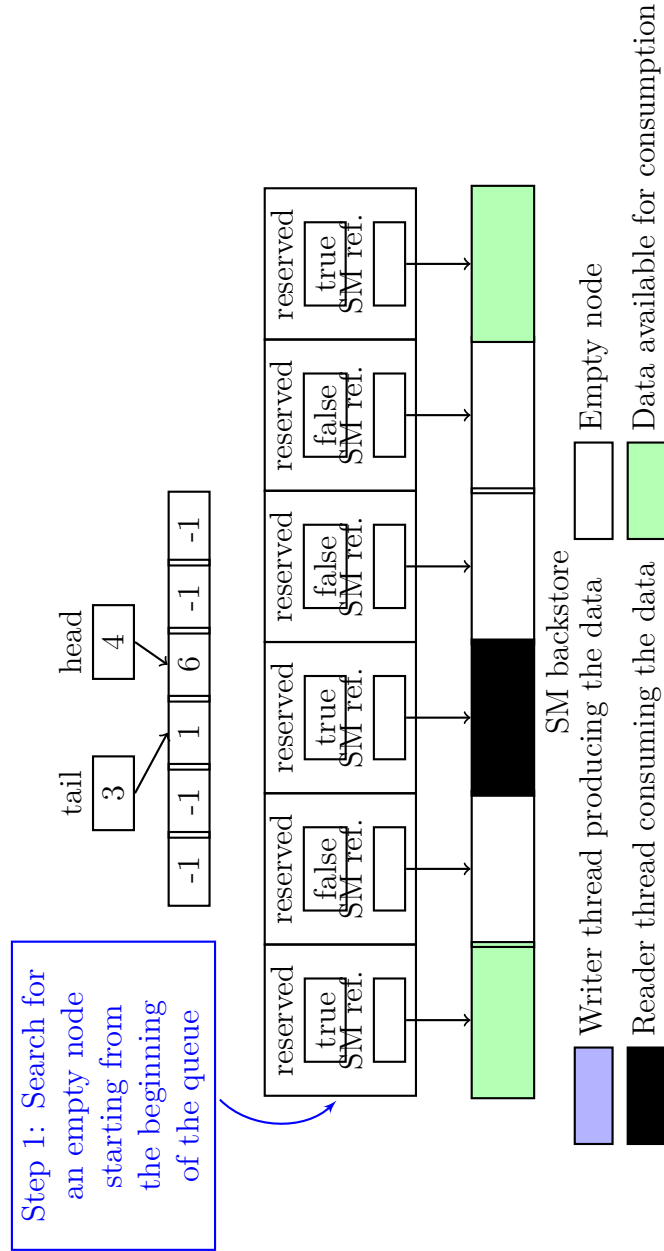 Step 1: Search for
an empty node
starting from
the beginning
of the queue
tail
head
3
4
-1 -1 1 6 -1 -1
reserved reserved reserved reserved reserved reserved
true false true false false true
SM ref. SM ref. SM ref. SM ref. SM ref. SM ref.
SM backstore
Writer thread producing the data
Empty node
Reader thread consuming the data
Data available for consumption